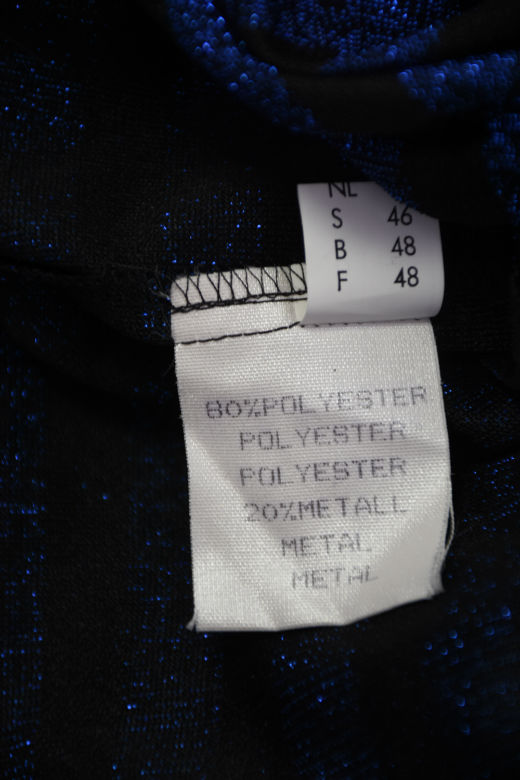 NL
S 46
B 48
F 48
80%POLYESTER
POLYESTER
POLYESTER
20%METALL
METAL
METAL